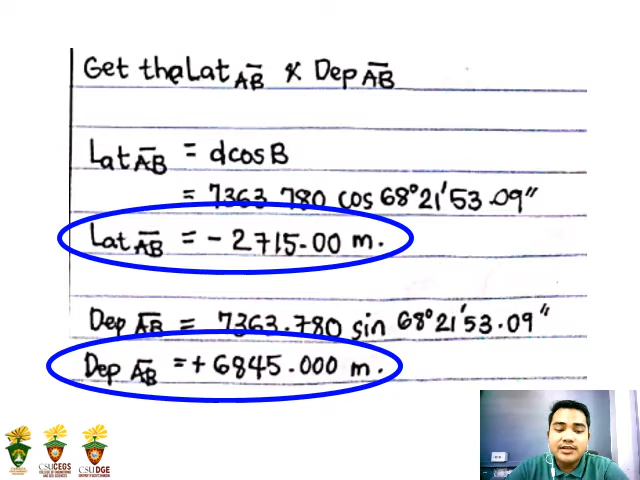 Get the Lat AB & Dep AB
Lat AB = dcosB
= 7363.780 cos 68°21'53.09"
Lat AB = - 2715.00 m.
Dep AB = 7363.780 sin 68°21'53.09"
Dep AB = + 6845.000 m.
CSUCEGS CSUDGE